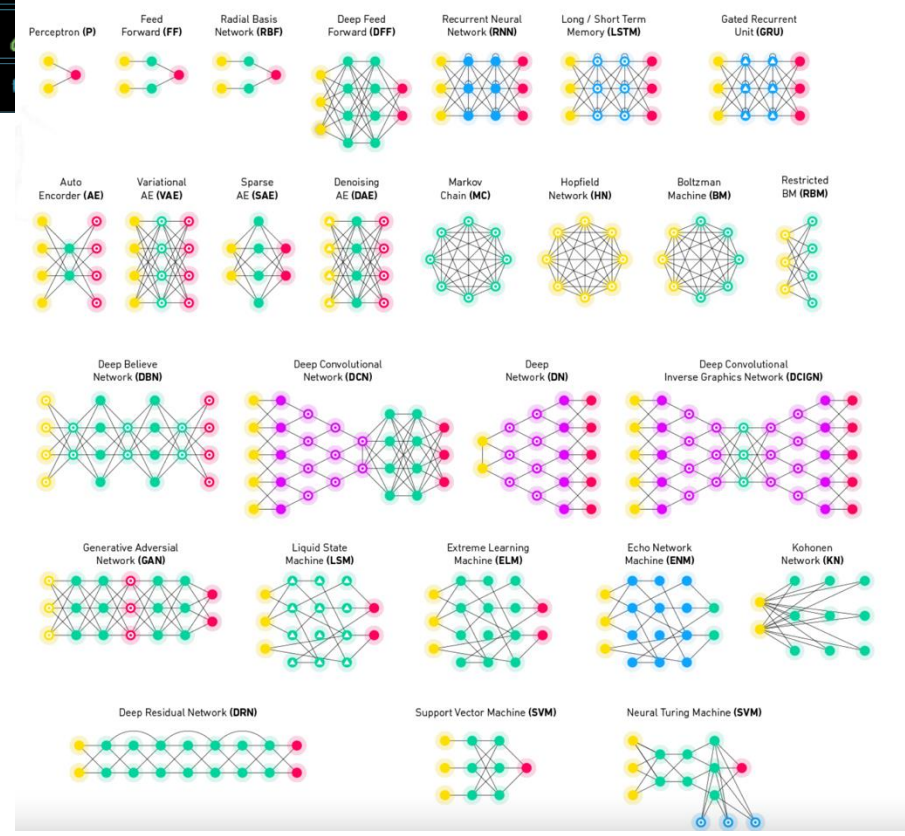 Perceptron (P)
Feed
Forward (FF)
Radial Basis
Network (RBF)
Deep Feed
Forward (DFF)
Recurrent Neural
Network (RNN)
Long / Short Term
Memory (LSTM)
Gated Recurrent
Unit (GRU)
Auto
Encorder (AE)
Variational
AE (VAE)
Sparse
AE (SAE)
Denoising
AE (DAE)
Markov
Chain (MC)
Hopfield
Network (HN)
Boltzman
Machine (BM)
Restricted
BM (RBM)
Deep Believe
Network (DBN)
Deep Convolutional
Network (DCN)
Deep
Network (DN)
Deep Convolutional
Inverse Graphics Network (DCIGN)
Generative Adversial
Network (GAN)
Liquid State
Machine (LSM)
Extreme Learning
Machine (ELM)
Echo Network
Machine (ENM)
Kohonen
Network (KN)
Deep Residual Network (DRN)
Support Vector Machine (SVM)
Neural Turing Machine (SVM)